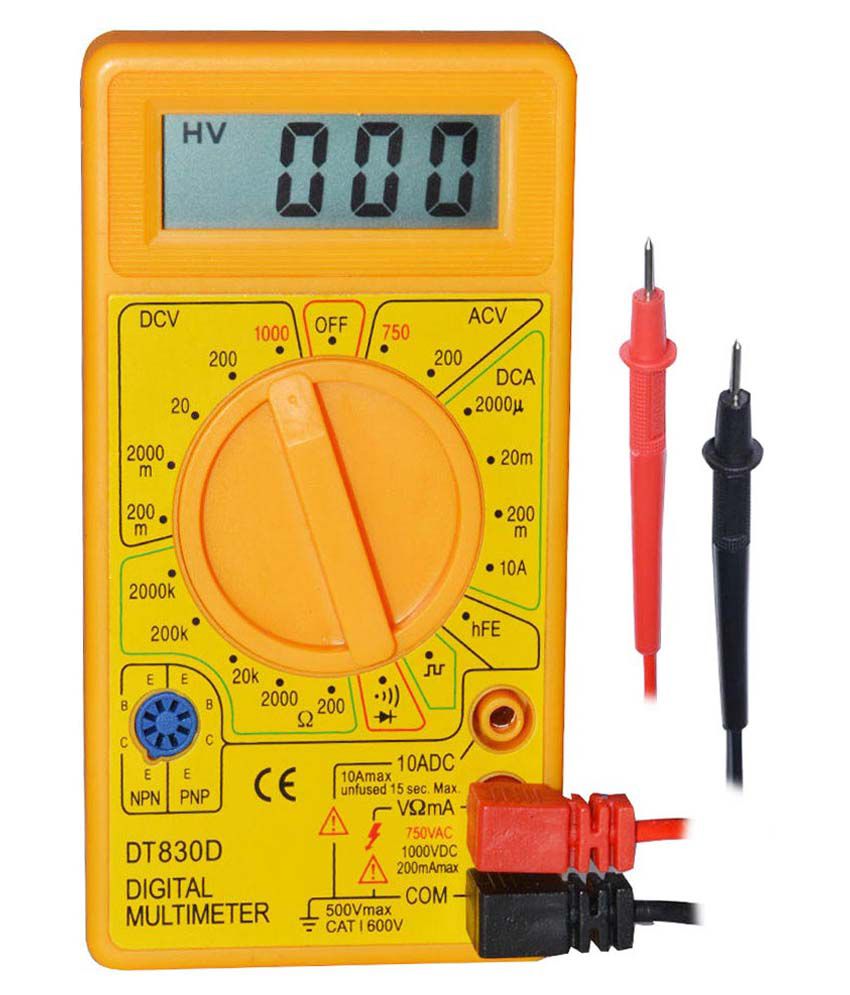 HV 000
DCV
1000
OFF
750
ACV
200
200
DCA
20
2000µ
2000
m
20m
200
m
200
m
10A
2000k
200k
hFE
20k
2000
Ω
200
E E
B B
C C
E E
NPN PNP
CE
10ADC
10Amax
unfused 15 sec. Max.
VΩmA
750VAC
1000VDC
200mAmax
COM
500Vmax
CAT I 600V
DT830D
DIGITAL
MULTIMETER